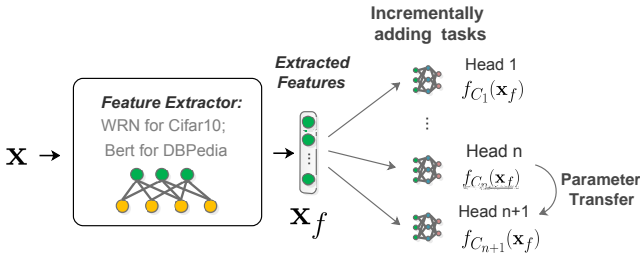 Incrementally
adding tasks
Extracted
Features
Feature Extractor:
WRN for Cifar10;
Bert for DBPedia
x
x_f
Head 1
f_{C_1}(x_f)
...
Head n
f_{C_n}(x_f)
Head n+1
f_{C_{n+1}}(x_f)
Parameter
Transfer